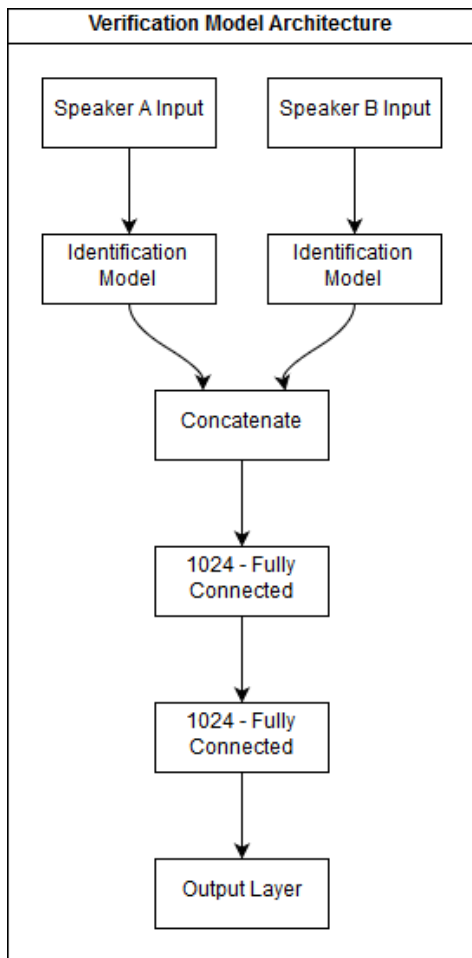 Verification Model Architecture
Speaker A Input
Speaker B Input
Identification
Model
Identification
Model
Concatenate
1024 - Fully
Connected
1024 - Fully
Connected
Output Layer